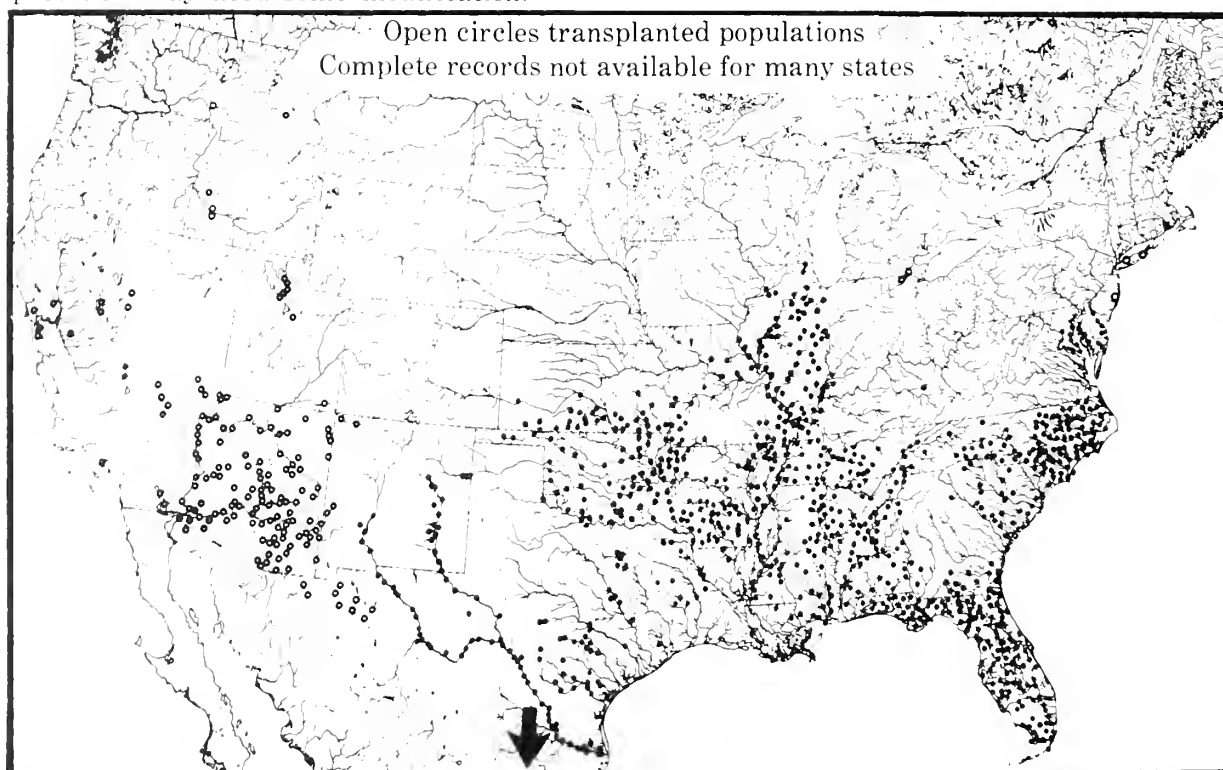 Open circles transplanted populations
Complete records not available for many states